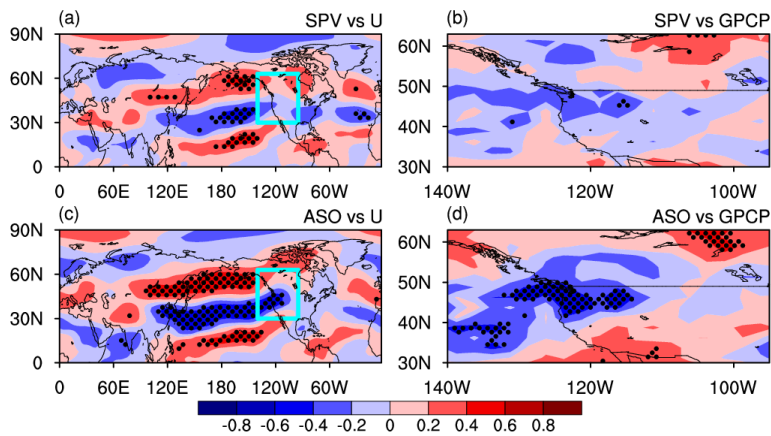 (a) SPV vs U
90N
60N
30N
0
0 60E 120E 180 120W 60W
(b) SPV vs GPCP
60N
50N
40N
30N
140W 120W 100W
(c) ASO vs U
90N
60N
30N
0
0 60E 120E 180 120W 60W
(d) ASO vs GPCP
60N
50N
40N
30N
140W 120W 100W
-0.8 -0.6 -0.4 -0.2 0 0.2 0.4 0.6 0.8